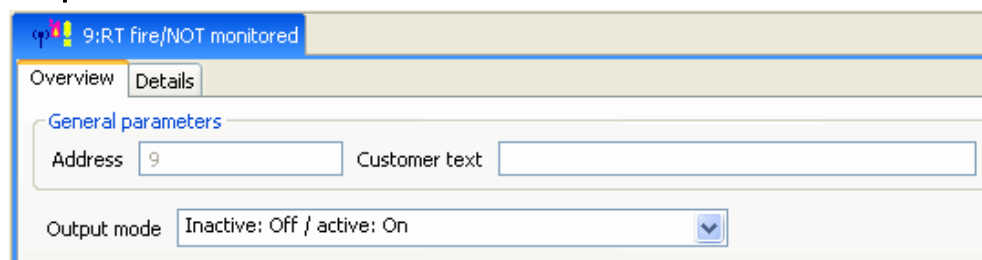 9:RT fire/NOT monitored
Overview Details
General parameters
Address 9 Customer text
Output mode Inactive: Off / active: On